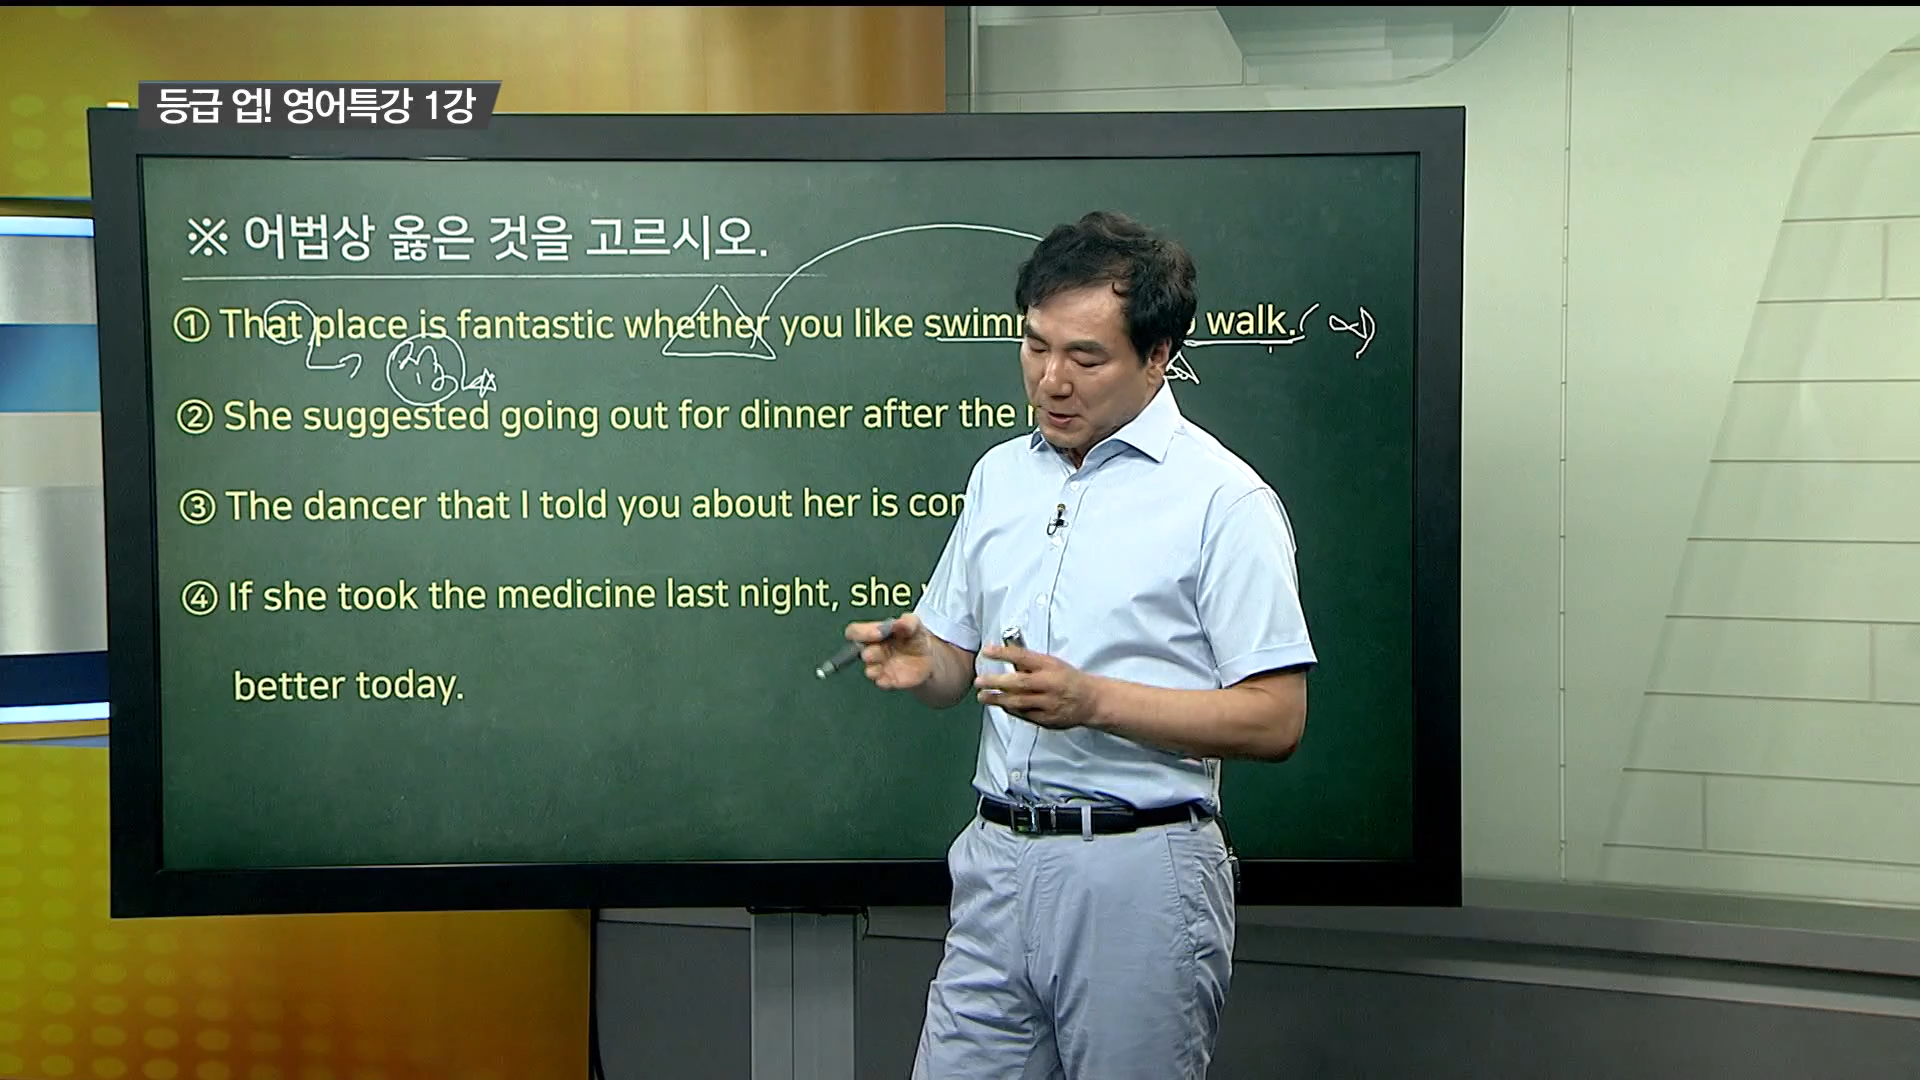 등급 업! 영어특강 1강
※ 어법상 옳은 것을 고르시오.
① That place is fantastic whether you like walk.
② She suggested going out for dinner after the
③ The dancer that I told you about her is
④ If she took the medicine last night, she
better today.